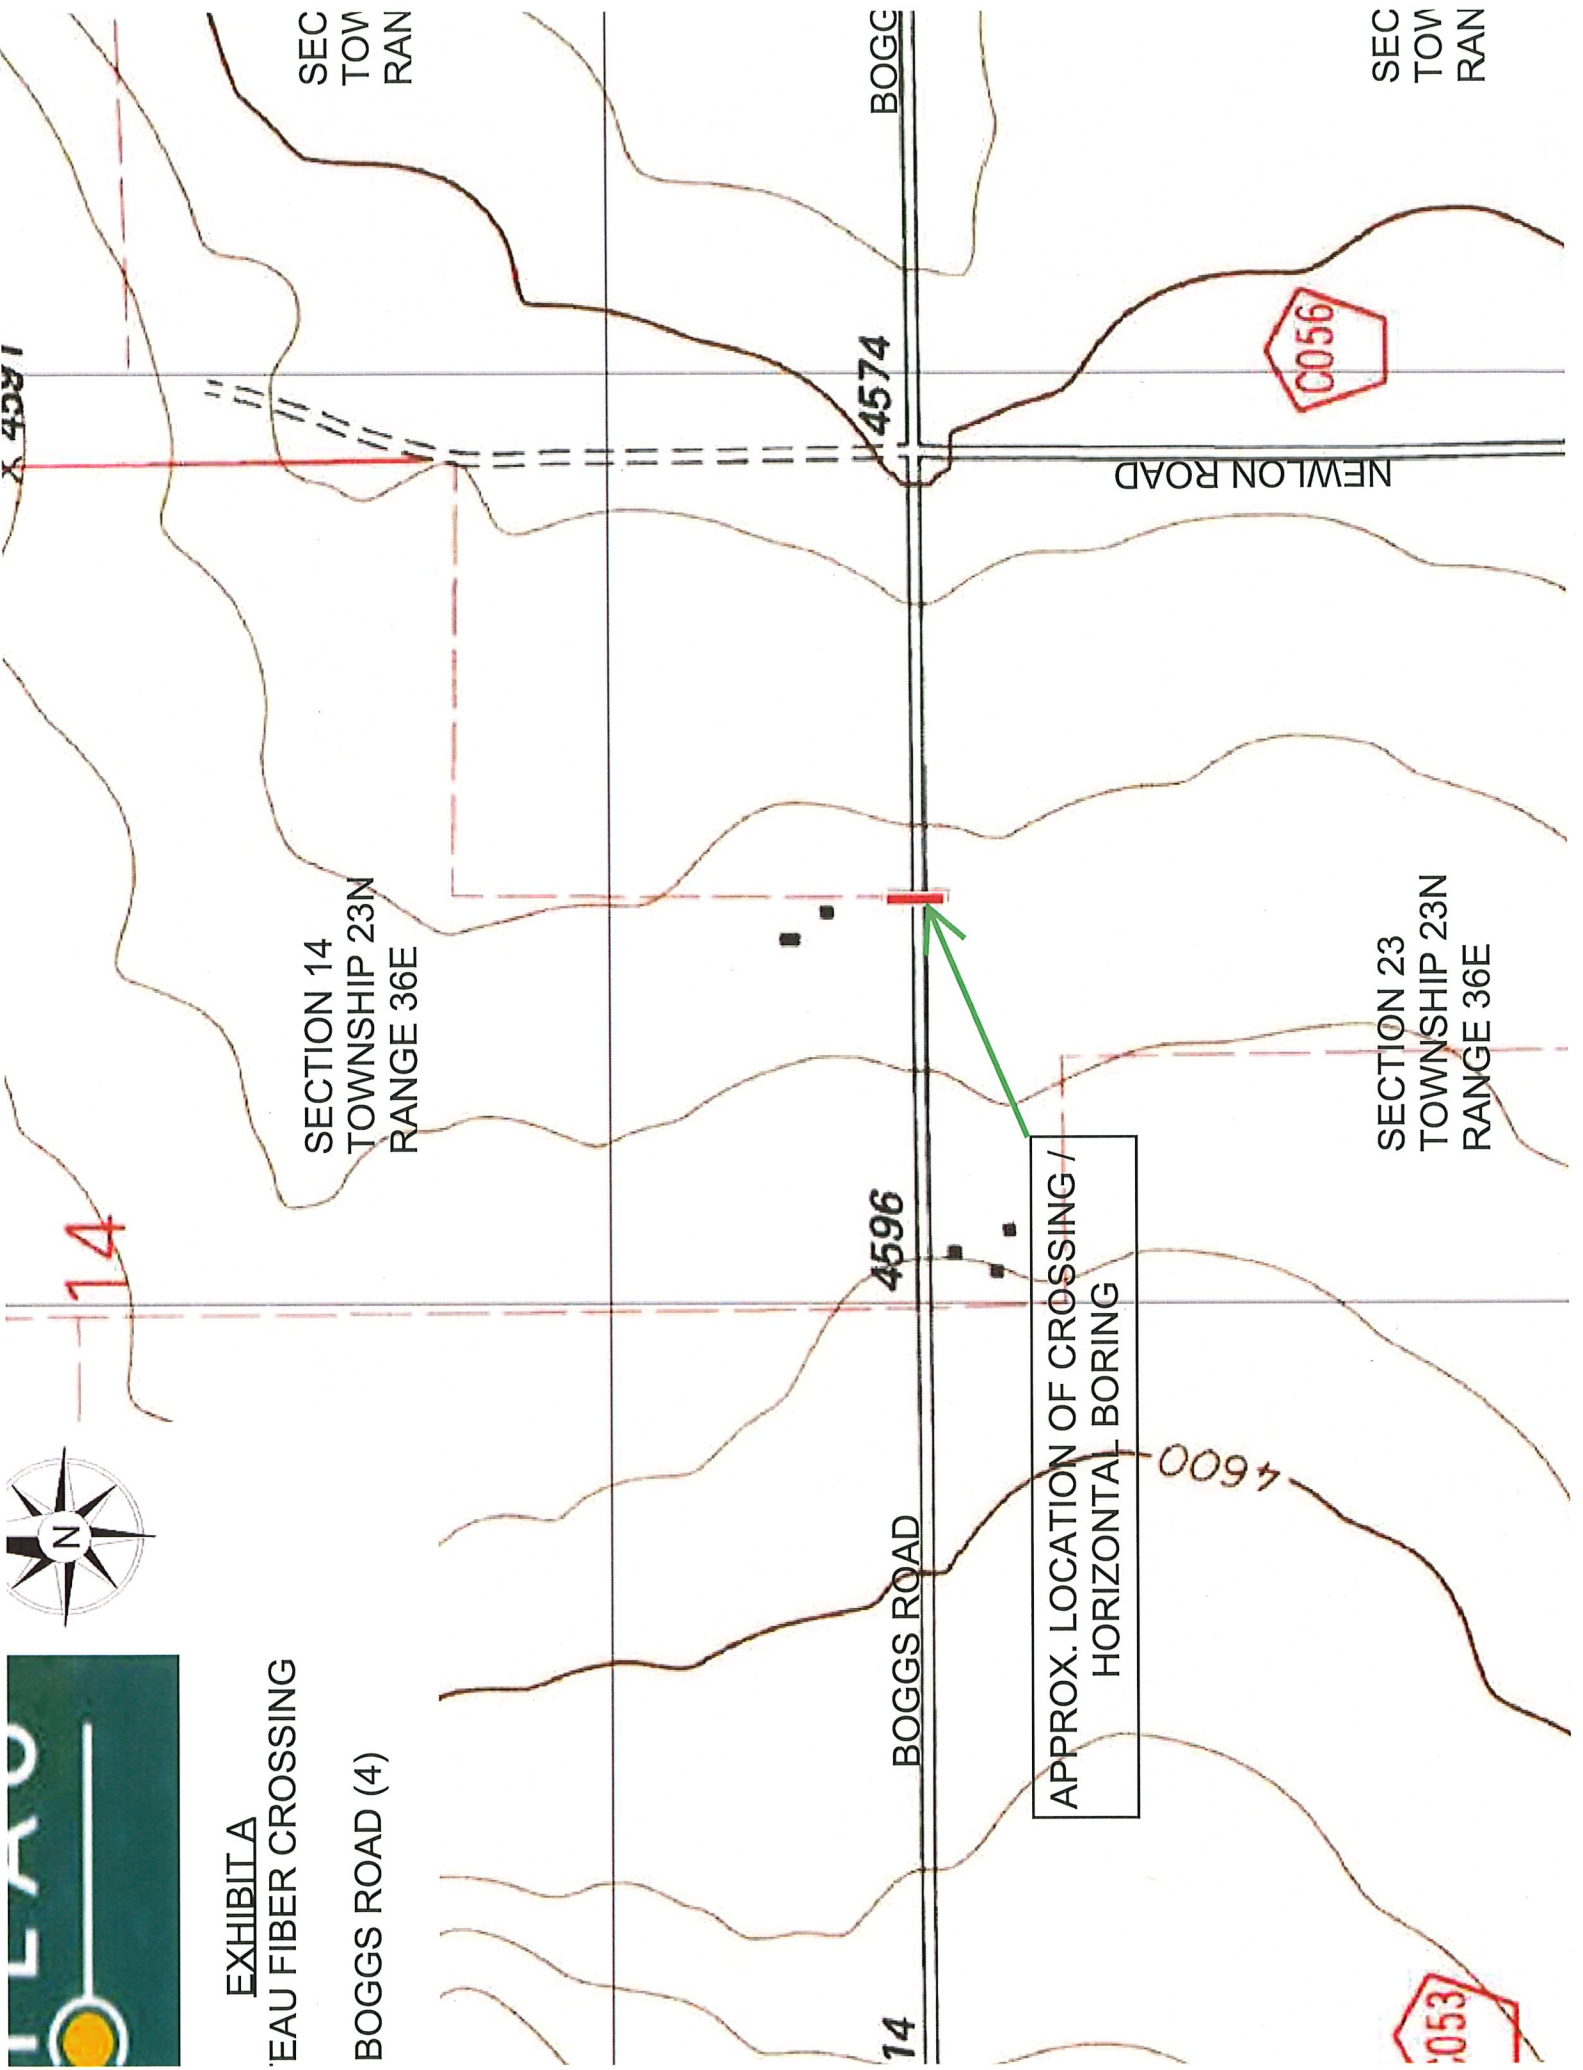 EXHIBIT A
TEAU FIBER CROSSING
BOGGS ROAD (4)
N
14
SECTION 14
TOWNSHIP 23N
RANGE 36E
SEC
TOW
RAN
14
BOGGS ROAD
4596
4574
BOGG
APPROX. LOCATION OF CROSSING /
HORIZONTAL BORING
4600
NEWLON ROAD
C056
SECTION 23
TOWNSHIP 23N
RANGE 36E
SEC
TOW
RAN